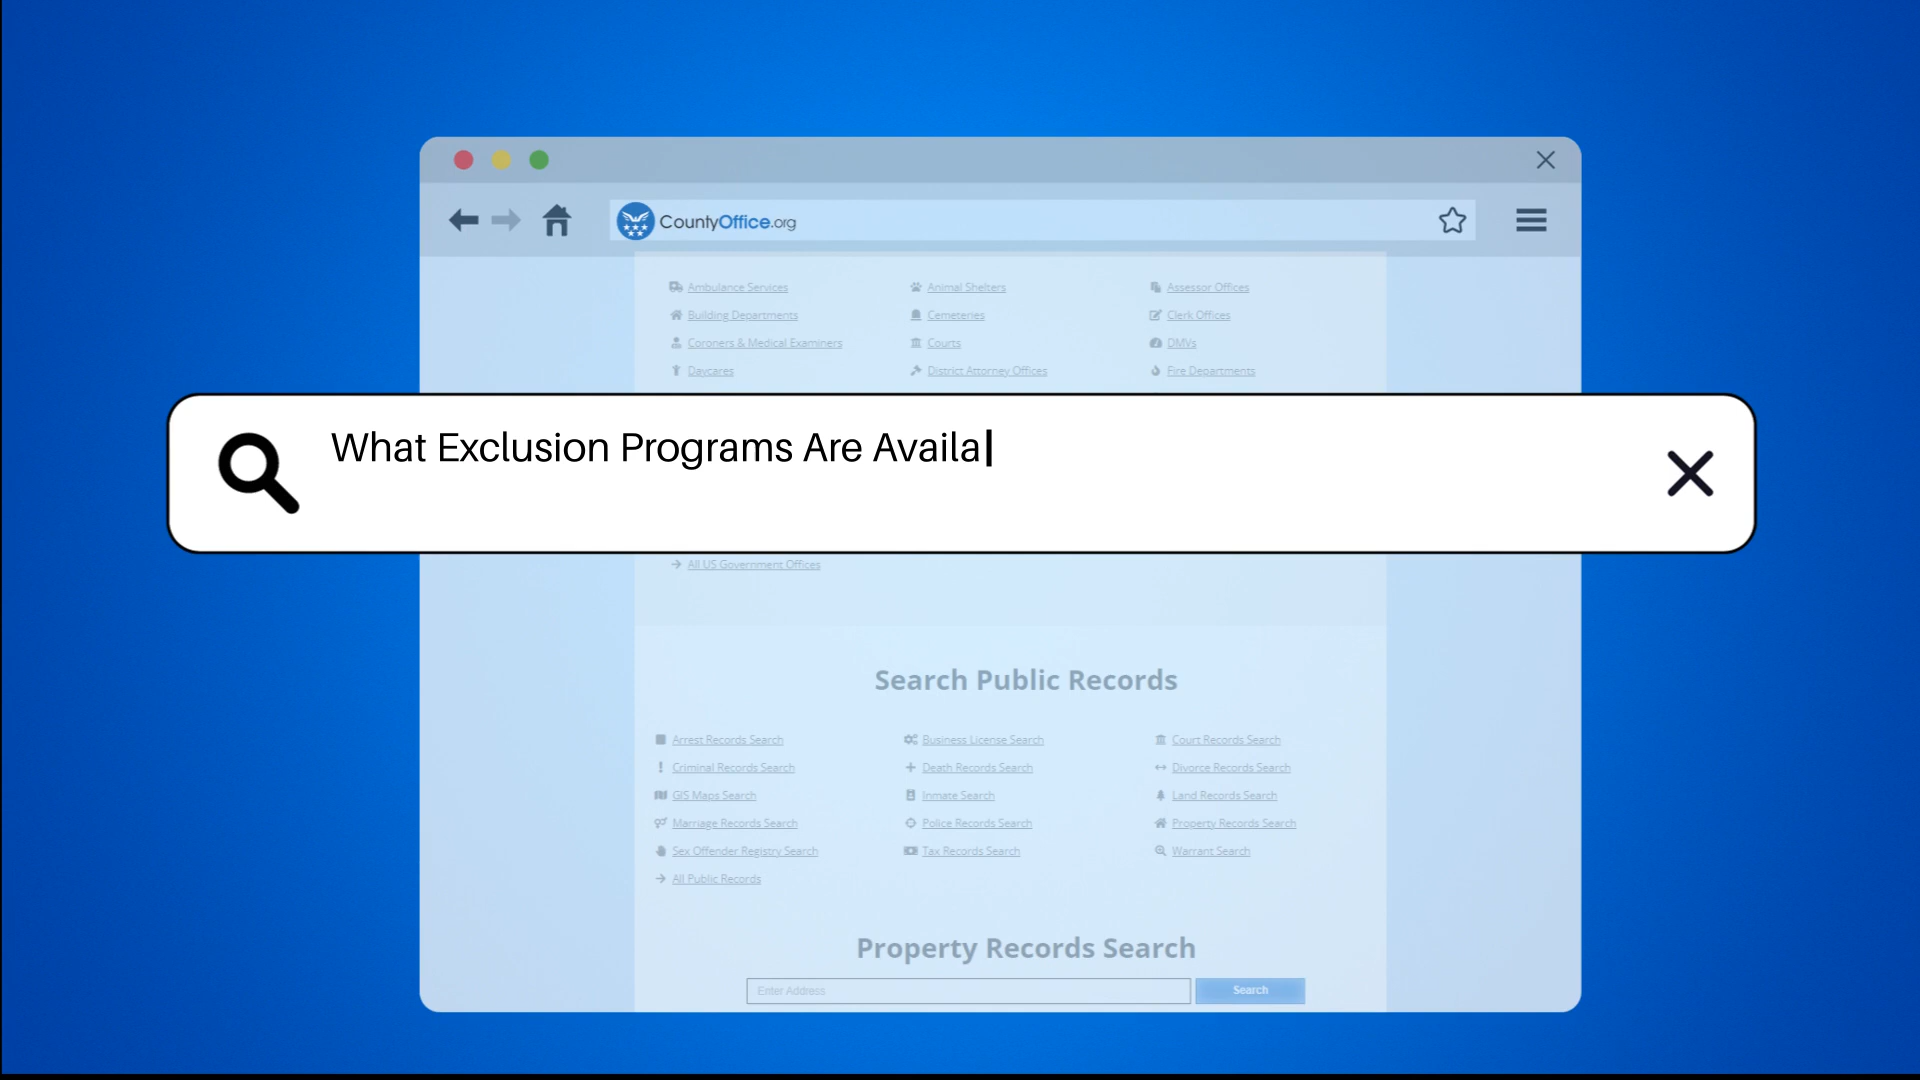 CountyOffice.org
Ambulance Services Animal Shelters Assessor Offices
Building Departments Cemeteries Clerk Offices
Coroners & Medical Examiners Courts DMVs
Daycares District Attorney Offices Fire Departments
What Exclusion Programs Are Availa
All US Government Offices
Search Public Records
Arrest Records Search Business License Search Court Records Search
Criminal Records Search Death Records Search Divorce Records Search
GIS Maps Search Inmate Search Land Records Search
Marriage Records Search Police Records Search Property Records Search
Sex Offender Registry Search Tax Records Search Warrant Search
All Public Records
Property Records Search
Enter Address Search